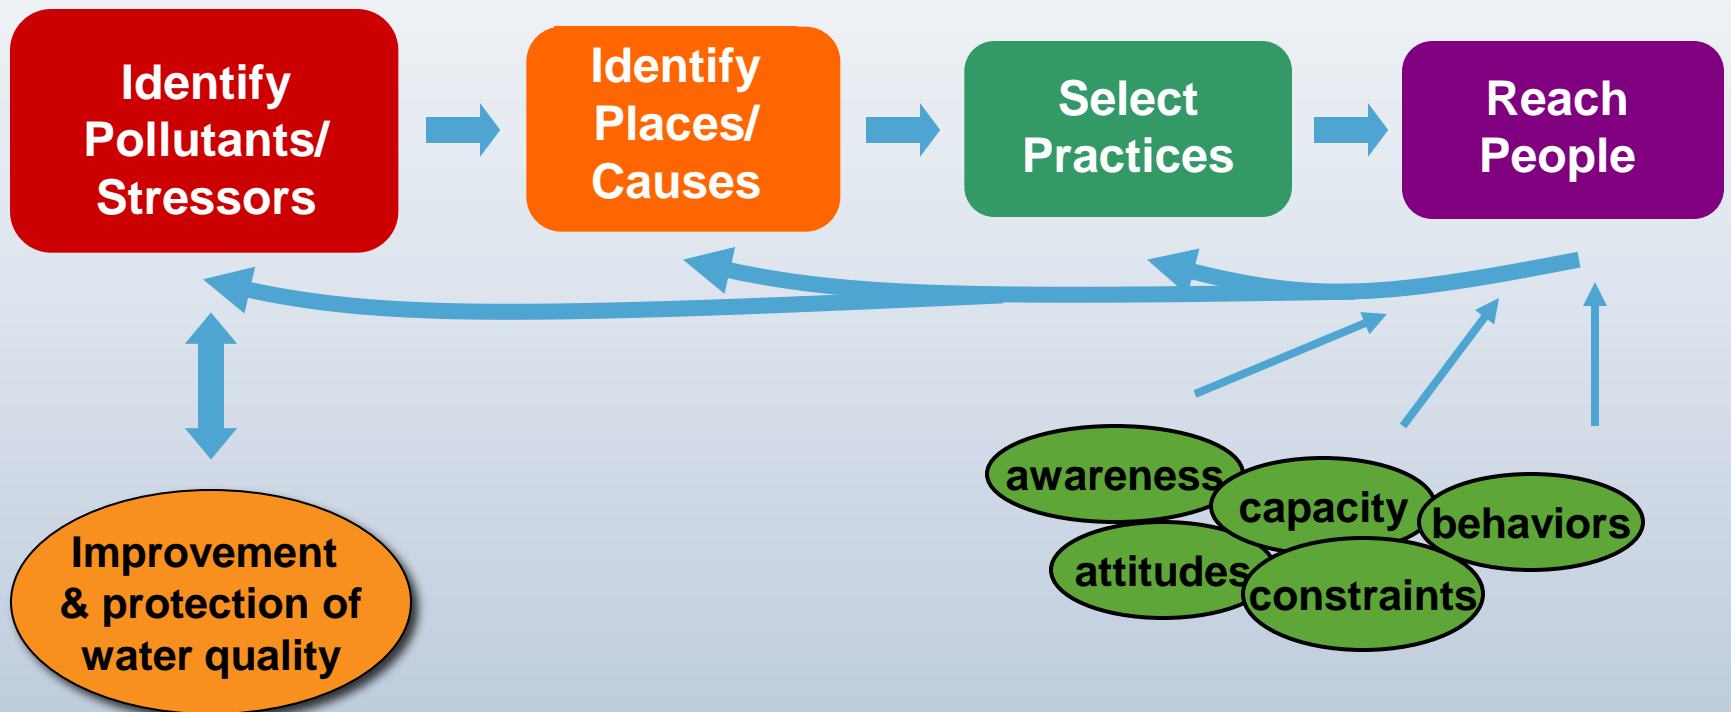 Identify
Pollutants/
Stressors
Identify
Places/
Causes
Select
Practices
Reach
People
Improvement
& protection of
water quality
awareness
capacity
behaviors
attitudes
constraints